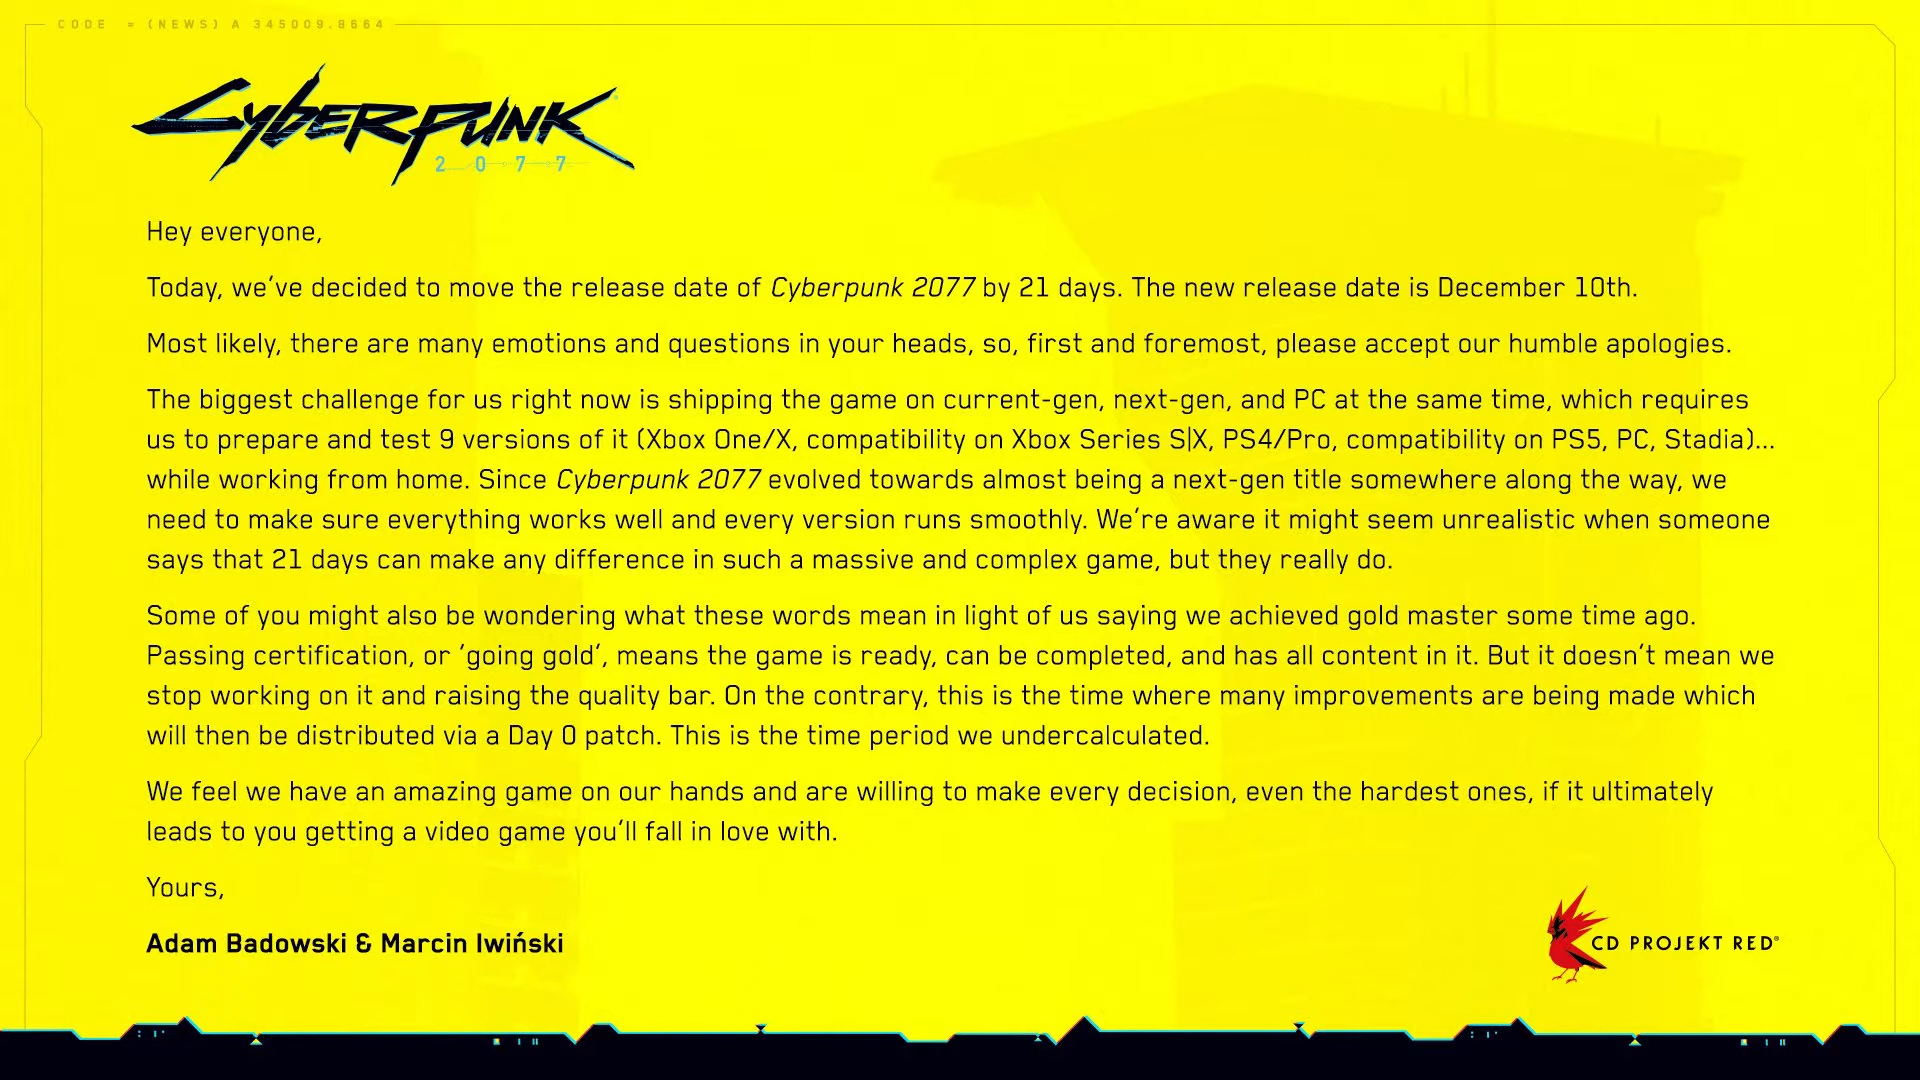 CODE = (NEWS) A 345009.8664
Cyberpunk
2077
Hey everyone,
Today, we've decided to move the release date of Cyberpunk 2077 by 21 days. The new release date is December 10th.
Most likely, there are many emotions and questions in your heads, so, first and foremost, please accept our humble apologies.
The biggest challenge for us right now is shipping the game on current-gen, next-gen, and PC at the same time, which requires
us to prepare and test 9 versions of it (Xbox One/X, compatibility on Xbox Series S|X, PS4/Pro, compatibility on PS5, PC, Stadia)...
while working from home. Since Cyberpunk 2077 evolved towards almost being a next-gen title somewhere along the way, we
need to make sure everything works well and every version runs smoothly. We're aware it might seem unrealistic when someone
says that 21 days can make any difference in such a massive and complex game, but they really do.
Some of you might also be wondering what these words mean in light of us saying we achieved gold master some time ago.
Passing certification, or 'going gold', means the game is ready, can be completed, and has all content in it. But it doesn't mean we
stop working on it and raising the quality bar. On the contrary, this is the time where many improvements are being made which
will then be distributed via a Day 0 patch. This is the time period we undercalculated.
We feel we have an amazing game on our hands and are willing to make every decision, even the hardest ones, if it ultimately
leads to you getting a video game you'll fall in love with.
Yours,
Adam Badowski & Marcin Iwiński
CD PROJEKT RED®